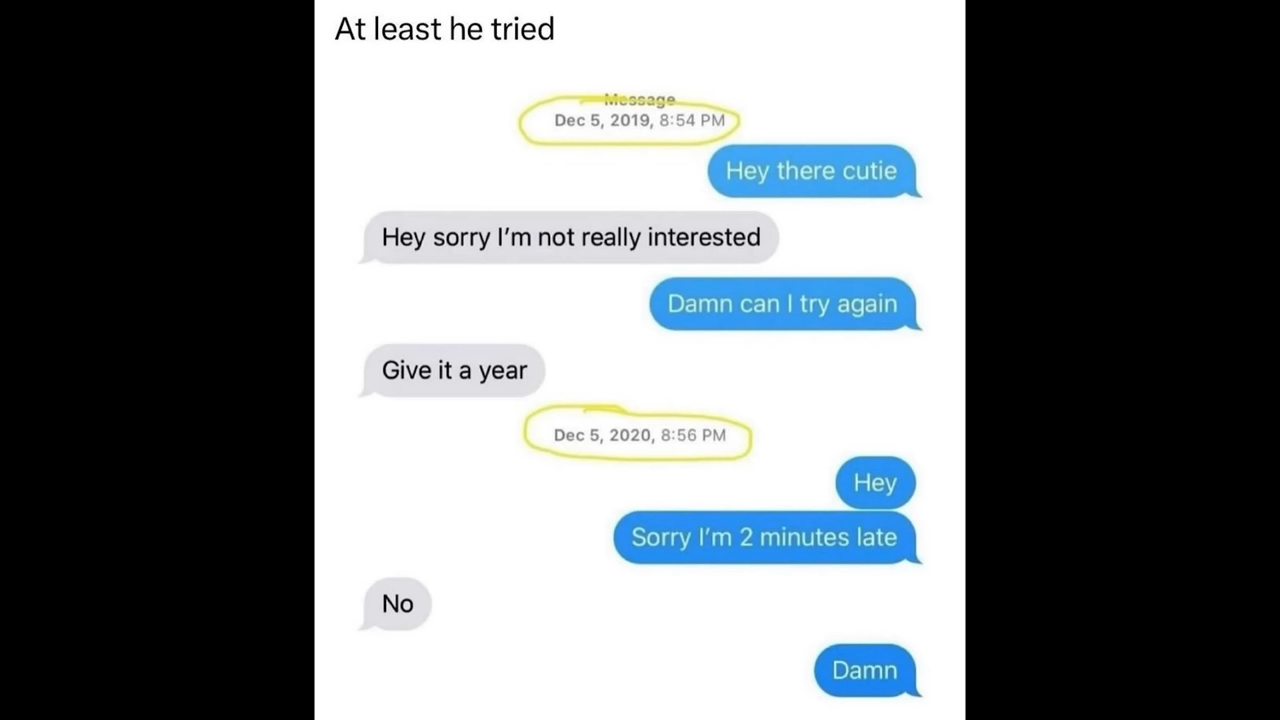 At least he tried
Message
Dec 5, 2019, 8:54 PM
Hey there cutie
Hey sorry I’m not really interested
Damn can I try again
Give it a year
Dec 5, 2020, 8:56 PM
Hey
Sorry I’m 2 minutes late
No
Damn